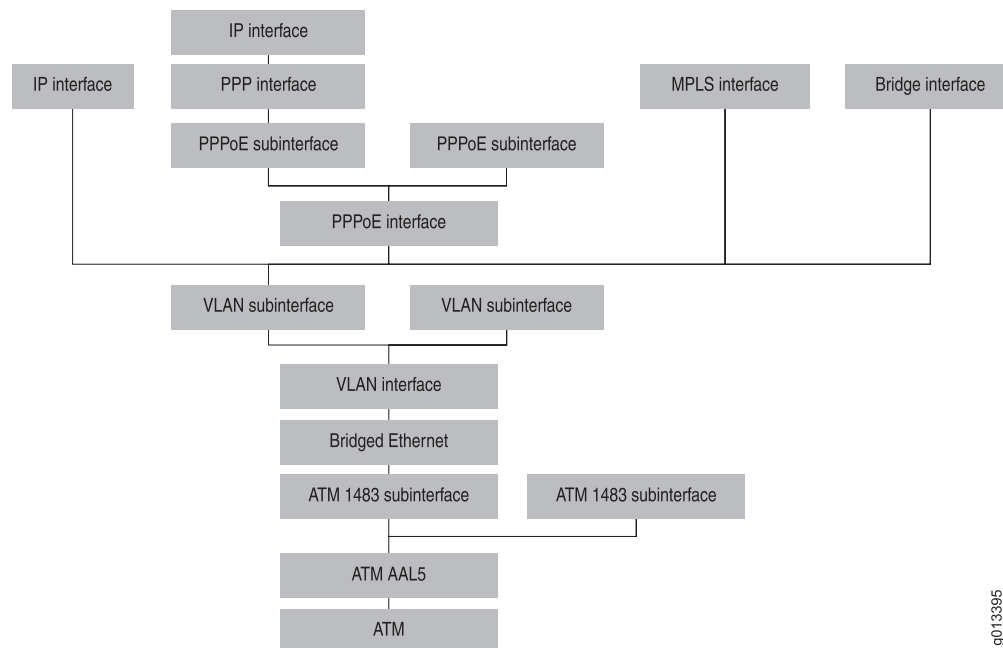 IP interface
IP interface
PPP interface
MPLS interface
Bridge interface
PPPoE subinterface
PPPoE subinterface
PPPoE interface
VLAN subinterface
VLAN subinterface
VLAN interface
Bridged Ethernet
ATM 1483 subinterface
ATM 1483 subinterface
ATM AAL5
ATM
g013395